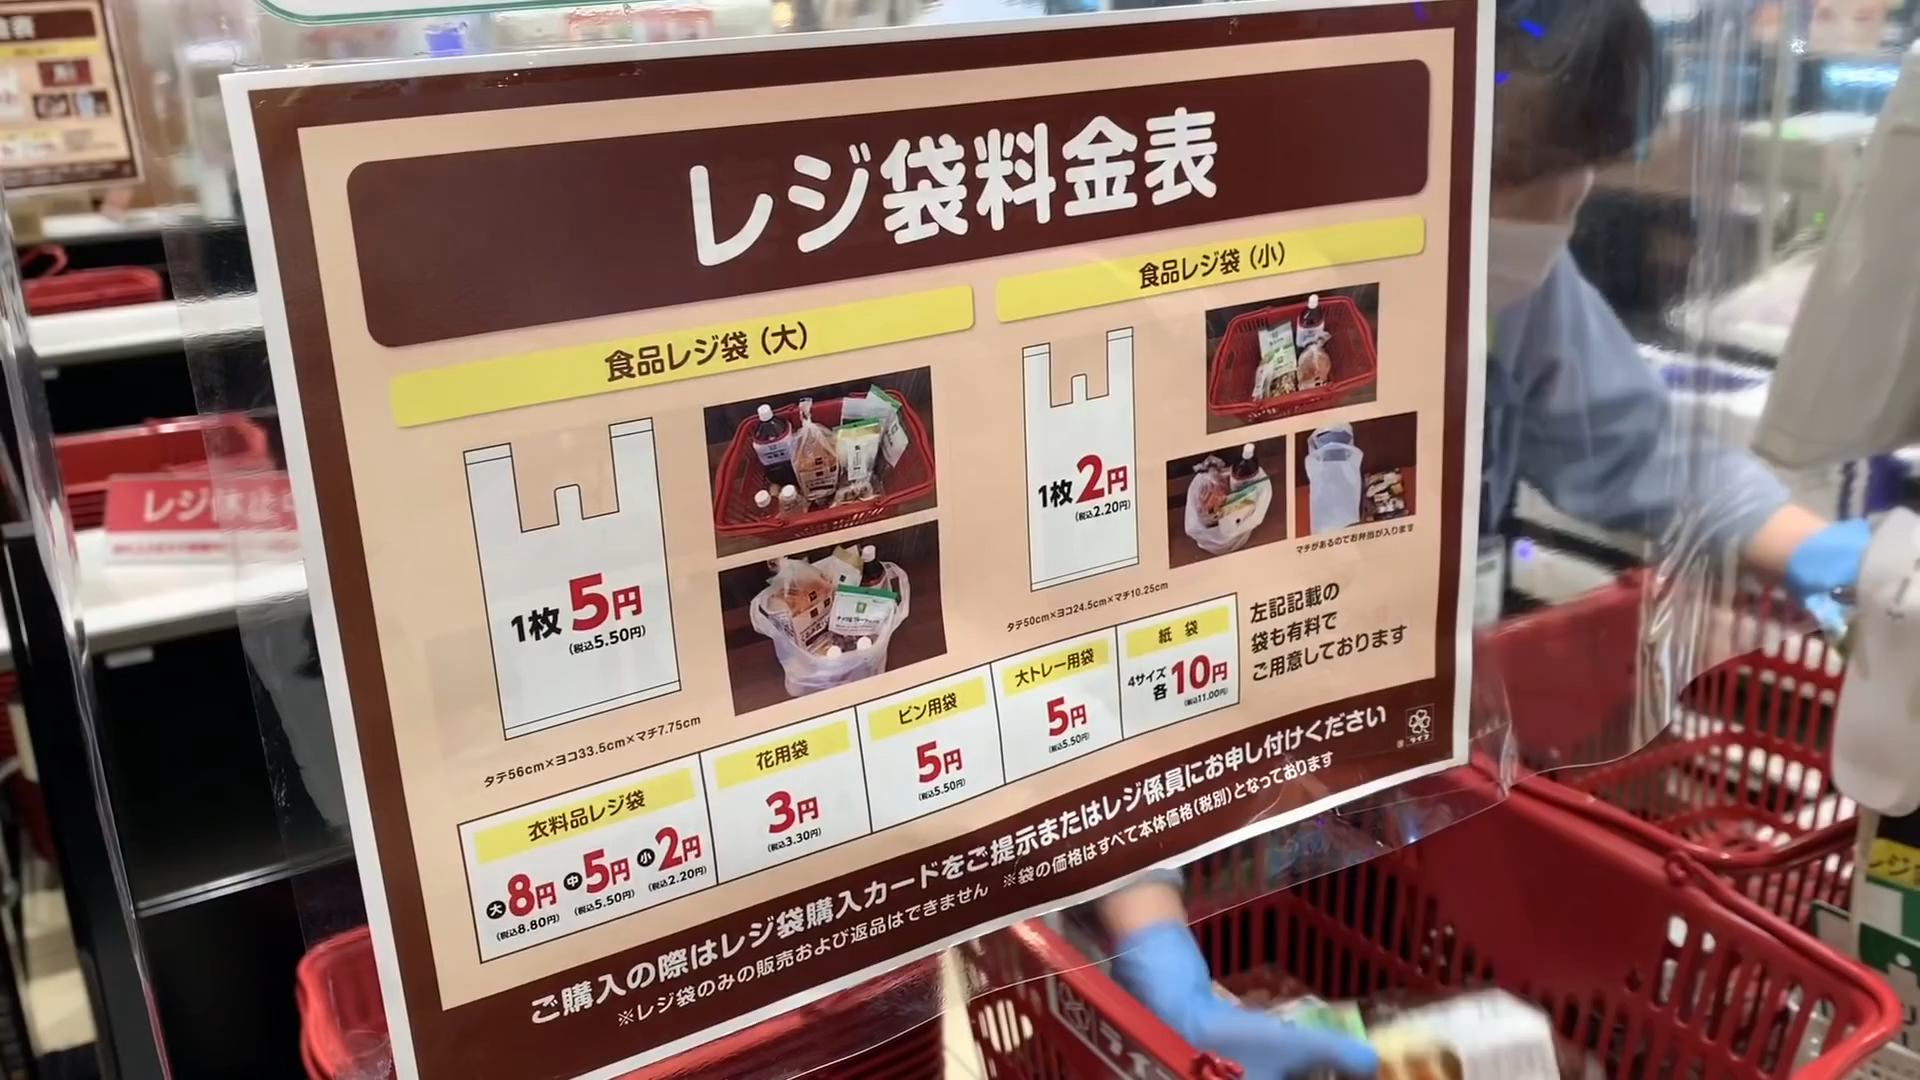 レジ袋料金表
食品レジ袋（大）
1枚5円
（税込5.50円）
タテ56cm×ヨコ33.5cm×マチ7.75cm
食品レジ袋（小）
1枚2円
（税込2.20円）
タテ50cm×ヨコ24.5cm×マチ10.25cm
マチがあるのでお弁当が入ります
衣料品レジ袋
大8円 中5円 小2円
（税込8.80円） （税込5.50円） （税込2.20円）
花用袋
3円
（税込3.30円）
ビン用袋
5円
（税込5.50円）
大トレー用袋
5円
（税込5.50円）
紙 袋
4サイズ
各10円
（税込11.00円）
左記記載の
袋も有料で
ご用意しております
ご購入の際はレジ袋購入カードをご提示またはレジ係員にお申し付けください
※レジ袋のみの販売および返品はできません ※袋の価格はすべて本体価格（税別）となっております
ライフ
レジ休止中